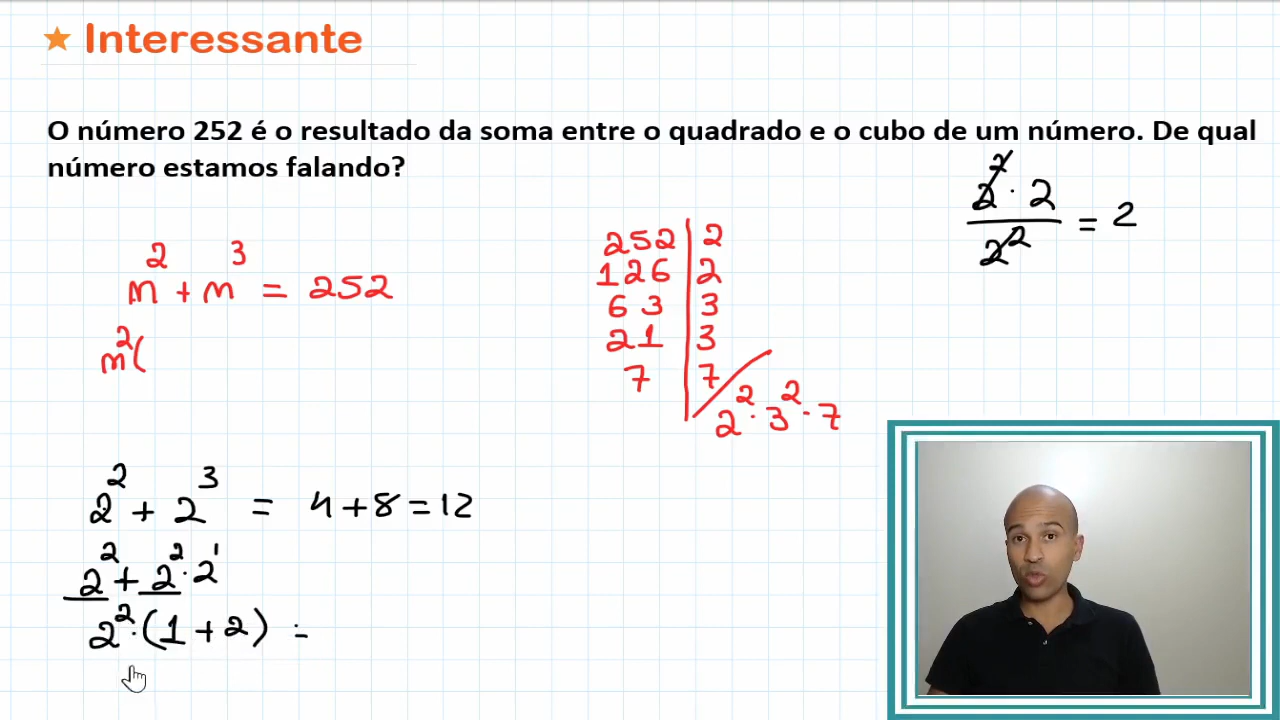 ★ Interessante
O número 252 é o resultado da soma entre o quadrado e o cubo de um número. De qual
número estamos falando?
2² · 2 / 2² = 2
m² + m³ = 252
m²(
252 | 2
126 | 2
63 | 3
21 | 3
7 | 7
2² · 3² · 7
2² + 2³ = 4 + 8 = 12
2² + 2² · 2¹
2² · (1 + 2) =